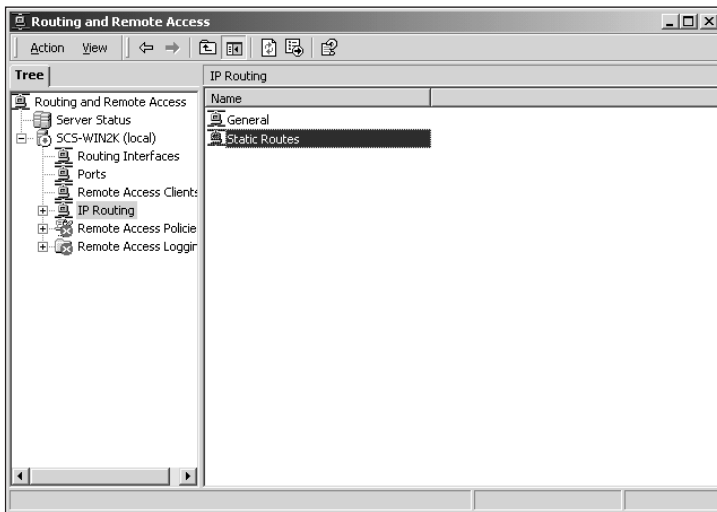 Routing and Remote Access
Action View
Tree
IP Routing
Routing and Remote Access
Server Status
SCS-WIN2K (local)
Routing Interfaces
Ports
Remote Access Clients
IP Routing
Remote Access Policie
Remote Access Loggin
Name
General
Static Routes